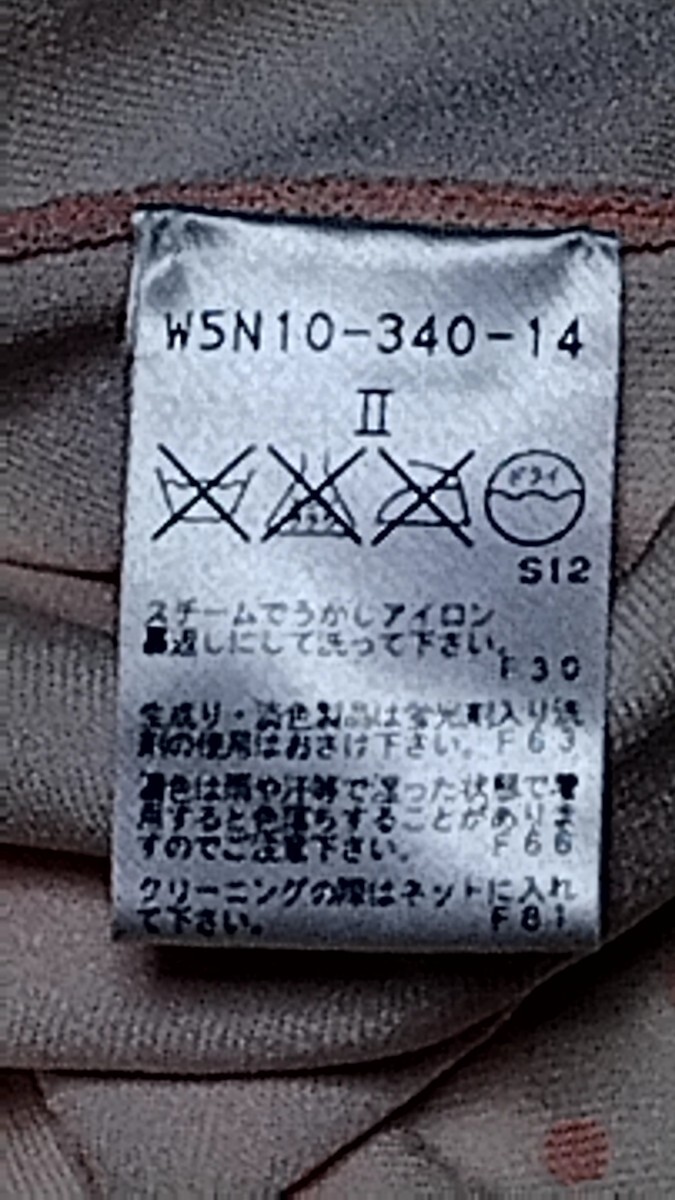 W5N10-340-14
II
ドライ
S12
スチームでうかしアイロン
裏返しにして洗って下さい。
F30
生成り・淡色製品は蛍光剤入り洗
剤の使用はおさけ下さい。F63
濃色は雨や汗等で湿った状態で着
用すると色落ちすることがありま
すのでご注意下さい。 F66
クリーニングの際はネットに入れ
て下さい。 F81